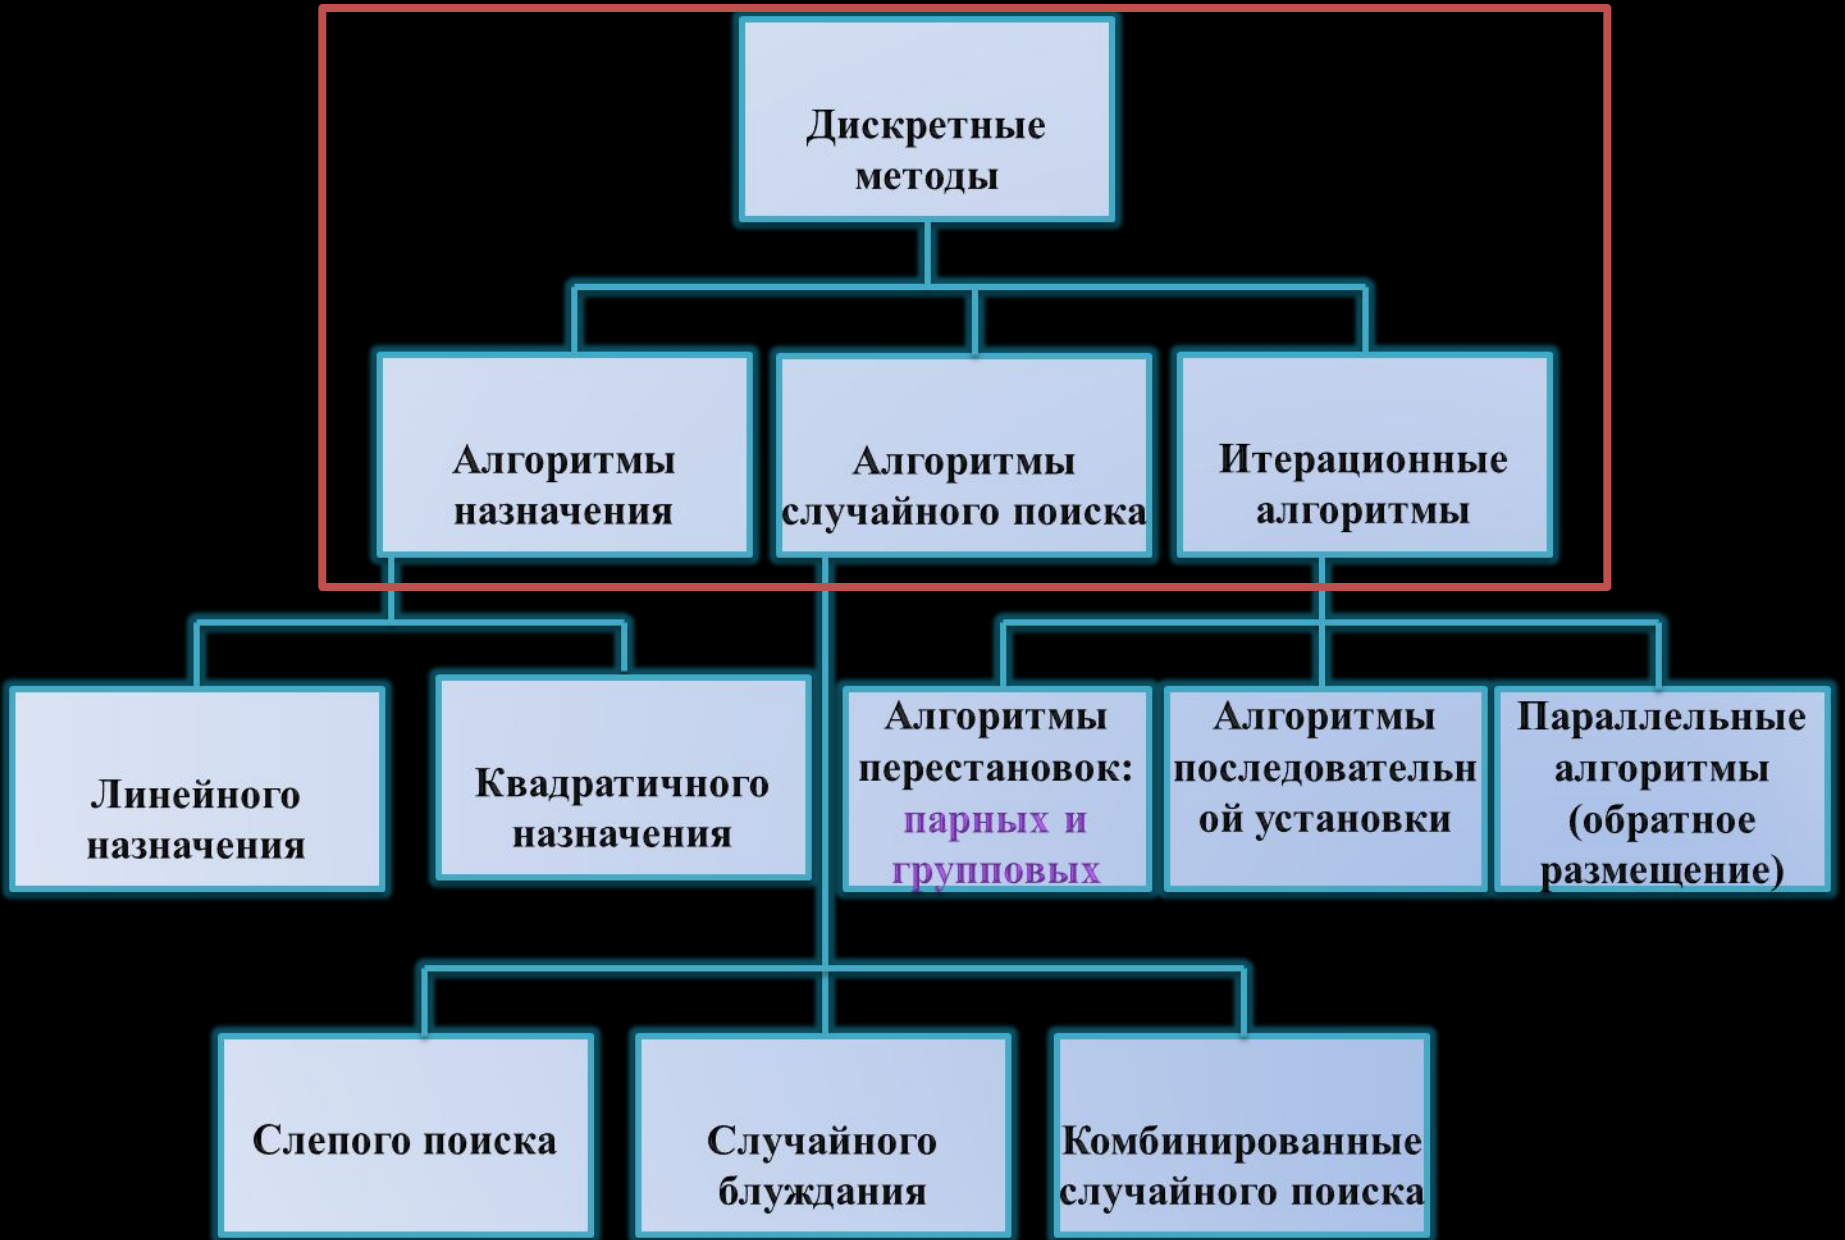 Дискретные
методы
Алгоритмы
назначения
Алгоритмы
случайного поиска
Итерационные
алгоритмы
Линейного
назначения
Квадратичного
назначения
Алгоритмы
перестановок:
парных и
групповых
Алгоритмы
последовательн
ой установки
Параллельные
алгоритмы
(обратное
размещение)
Слепого поиска
Случайного
блуждания
Комбинированные
случайного поиска